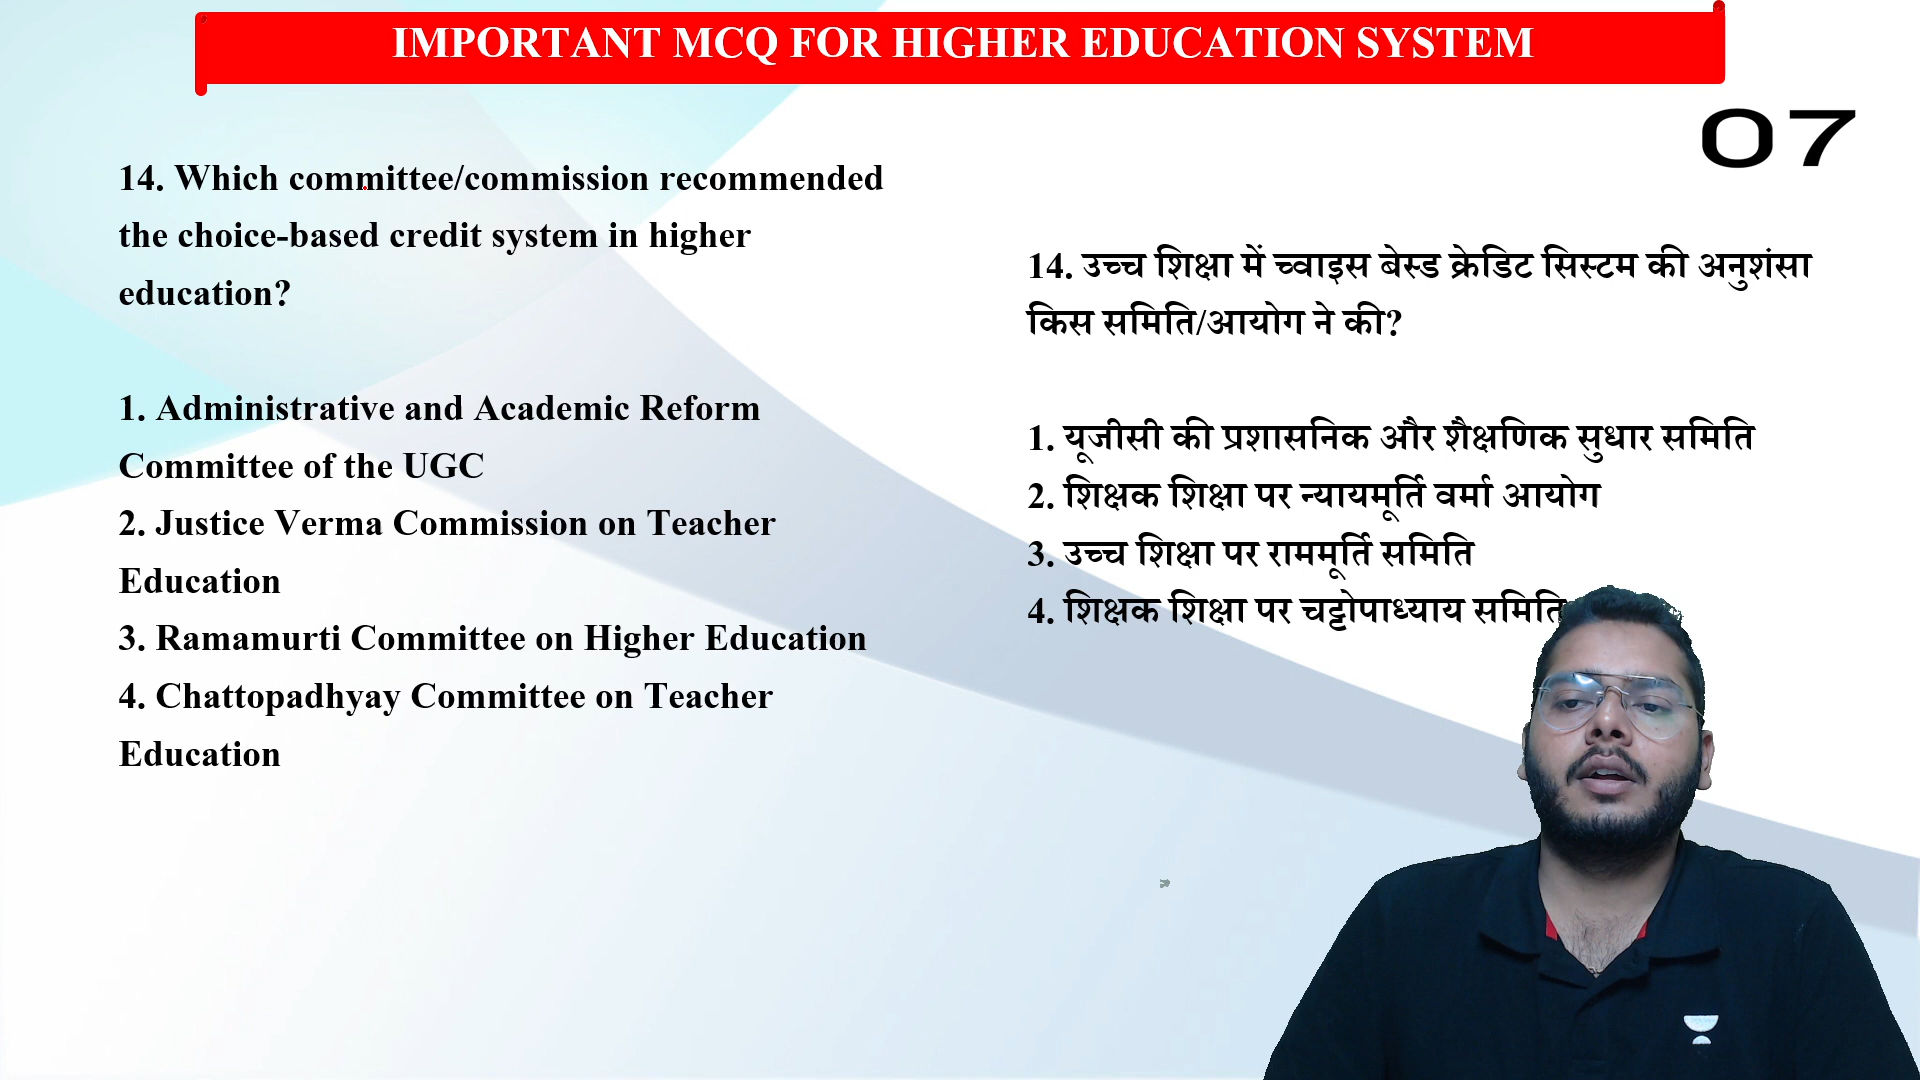 IMPORTANT MCQ FOR HIGHER EDUCATION SYSTEM
07
14. Which committee/commission recommended
the choice-based credit system in higher
education?
1. Administrative and Academic Reform
Committee of the UGC
2. Justice Verma Commission on Teacher
Education
3. Ramamurti Committee on Higher Education
4. Chattopadhyay Committee on Teacher
Education
14. उच्च शिक्षा में च्वाइस बेस्ड क्रेडिट सिस्टम की अनुशंसा
किस समिति/आयोग ने की?
1. यूजीसी की प्रशासनिक और शैक्षणिक सुधार समिति
2. शिक्षक शिक्षा पर न्यायमूर्ति वर्मा आयोग
3. उच्च शिक्षा पर राममूर्ति समिति
4. शिक्षक शिक्षा पर चट्टोपाध्याय समिति